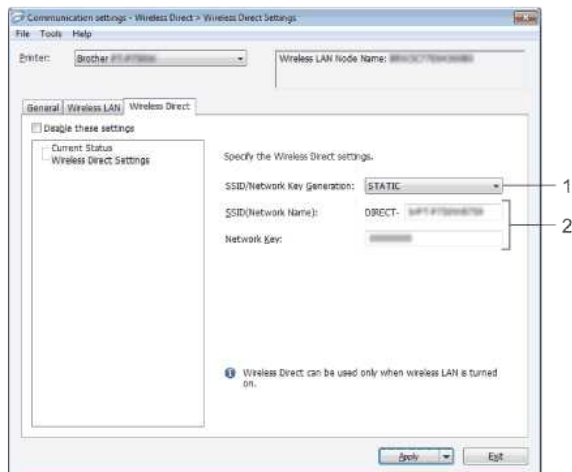 Communication settings - Wireless Direct > Wireless Direct Settings
File Tools Help
Printer: Brother
Wireless LAN Node Name:
General Wireless LAN Wireless Direct
Disable these settings
Current Status
Wireless Direct Settings
Specify the Wireless Direct settings.
SSID/Network Key Generation: STATIC 1
SSID(Network Name): DIRECT-
2
Network Key:
Wireless Direct can be used only when wireless LAN is turned
on.
Apply Exit